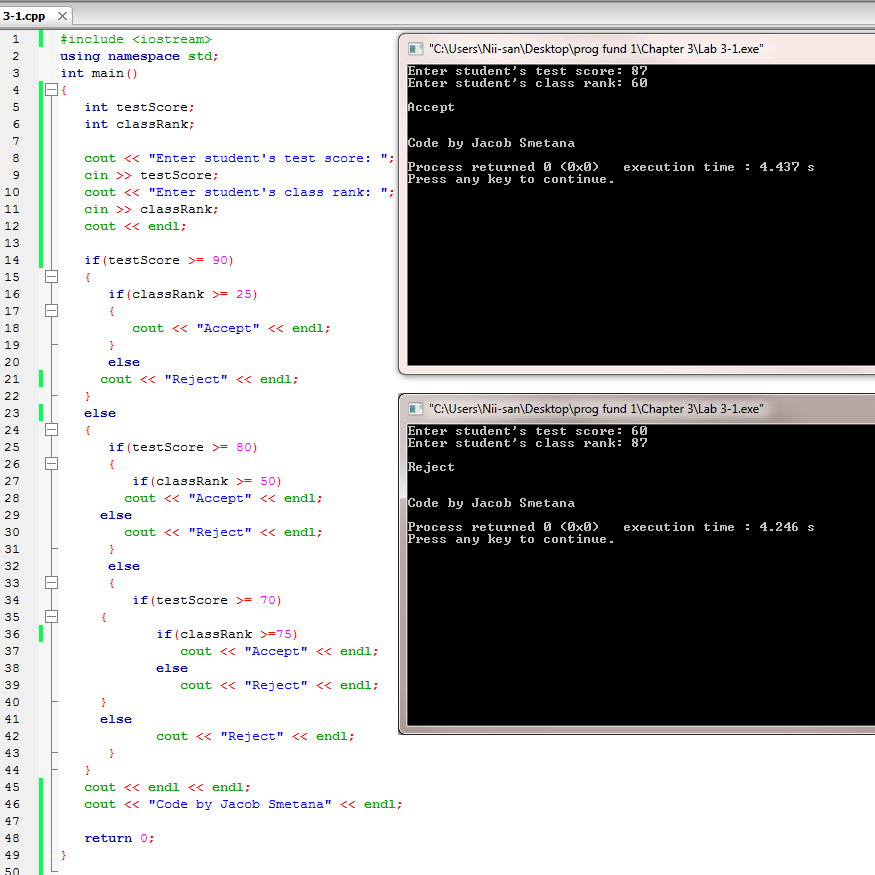 3-1.cpp
1 #include <iostream>
2 using namespace std;
3 int main()
4 {
5 int testScore;
6 int classRank;
7
8 cout << "Enter student's test score: ";
9 cin >> testScore;
10 cout << "Enter student's class rank: ";
11 cin >> classRank;
12 cout << endl;
13
14 if(testScore >= 90)
15 {
16 if(classRank >= 25)
17 {
18 cout << "Accept" << endl;
19 }
20 else
21 cout << "Reject" << endl;
22 }
23 else
24 {
25 if(testScore >= 80)
26 {
27 if(classRank >= 50)
28 cout << "Accept" << endl;
29 else
30 cout << "Reject" << endl;
31 }
32 else
33 {
34 if(testScore >= 70)
35 {
36 if(classRank >=75)
37 cout << "Accept" << endl;
38 else
39 cout << "Reject" << endl;
40 }
41 else
42 cout << "Reject" << endl;
43 }
44 }
45 cout << endl << endl;
46 cout << "Code by Jacob Smetana" << endl;
47
48 return 0;
49 }
50
"C:\Users\Nii-san\Desktop\prog fund 1\Chapter 3\Lab 3-1.exe"
Enter student's test score: 87
Enter student's class rank: 60
Accept
Code by Jacob Smetana
Process returned 0 (0x0) execution time : 4.437 s
Press any key to continue.
"C:\Users\Nii-san\Desktop\prog fund 1\Chapter 3\Lab 3-1.exe"
Enter student's test score: 60
Enter student's class rank: 87
Reject
Code by Jacob Smetana
Process returned 0 (0x0) execution time : 4.246 s
Press any key to continue.